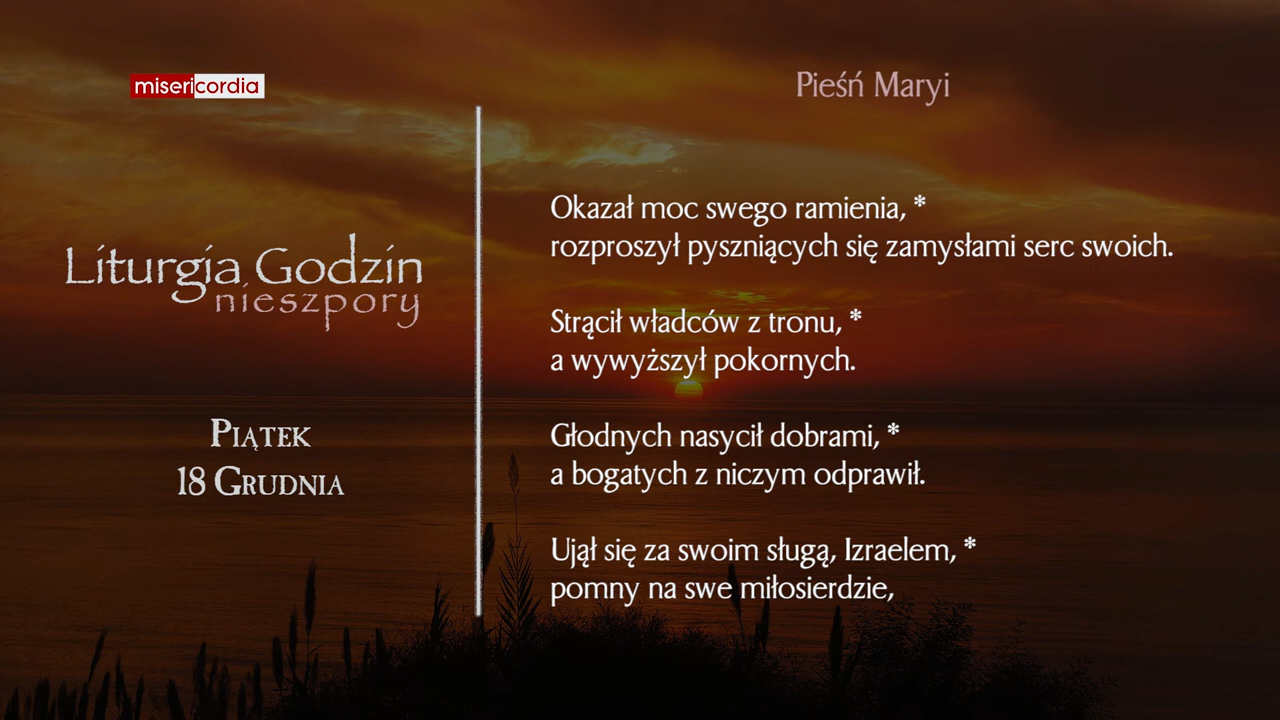 misericordia
Liturgia Godzin
nieszpory
Piątek
18 Grudnia
Pieśń Maryi
Okazał moc swego ramienia, *
rozproszył pyszniących się zamysłami serc swoich.
Strącił władców z tronu, *
a wywyższył pokornych.
Głodnych nasycił dobrami, *
a bogatych z niczym odprawił.
Ujął się za swoim sługą, Izraelem, *
pomny na swe miłosierdzie,